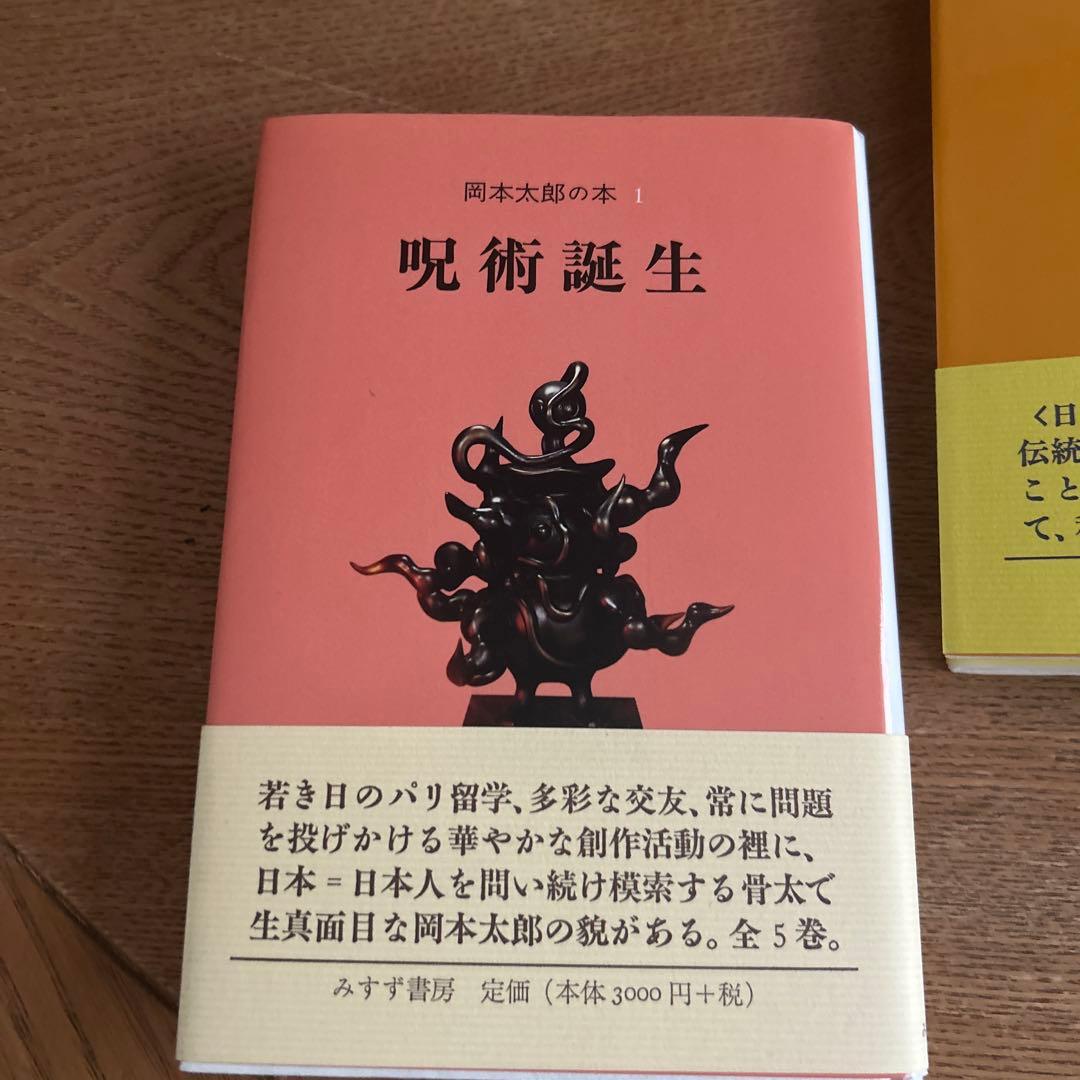 岡本太郎の本 1
呪術誕生
若き日のパリ留学、多彩な交友、常に問題
を投げかける華やかな創作活動の裡に、
日本=日本人を問い続け模索する骨太で
生真面目な岡本太郎の貌がある。全5巻。
みすず書房 定価（本体3000円+税）
〈日
伝統
こと
て、